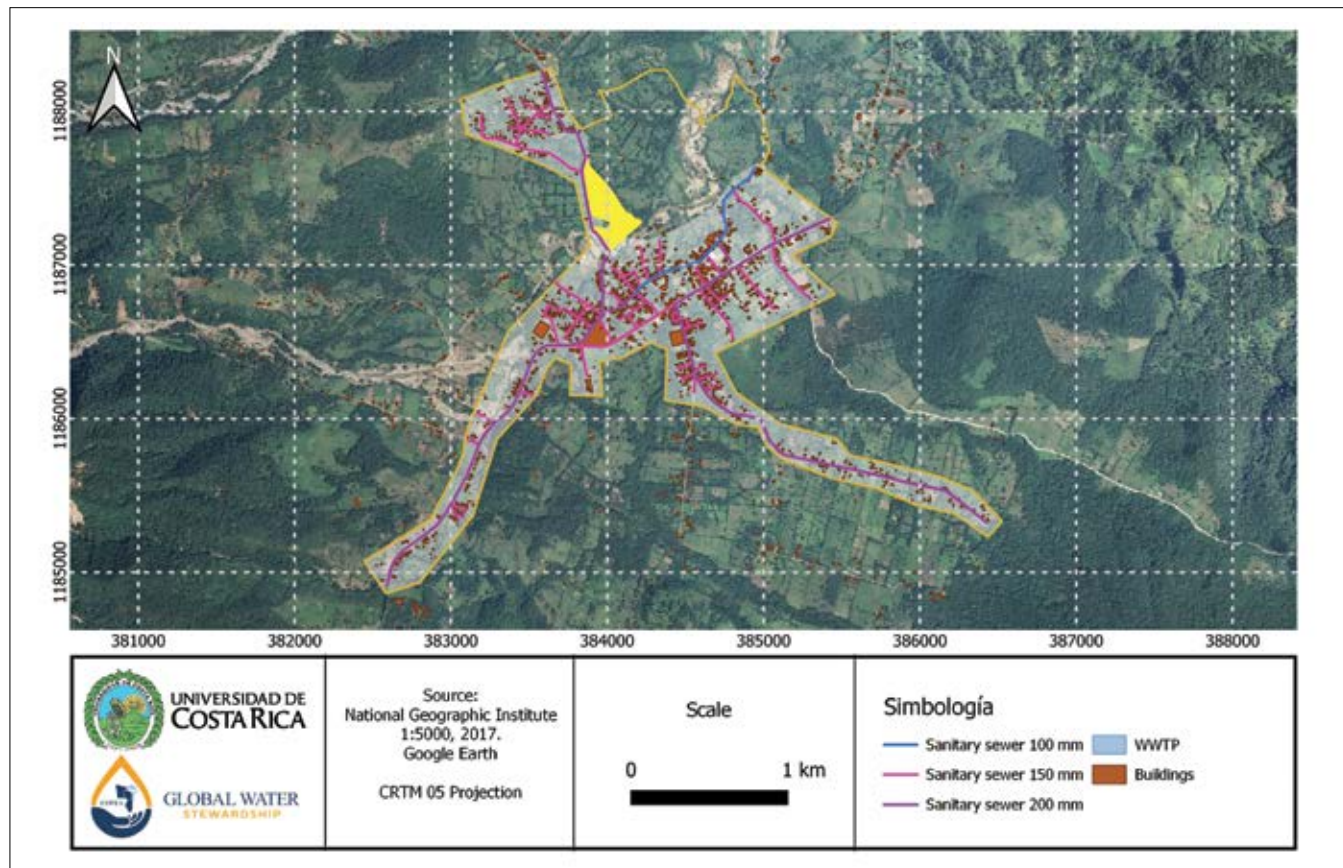 N
1188000
1187000
1186000
1185000
381000 382000 383000 384000 385000 386000 387000 388000
UNIVERSIDAD DE
COSTA RICA
GLOBAL WATER
STEWARDSHIP
Source:
National Geographic Institute
1:5000, 2017.
Google Earth
CRTM 05 Projection
Scale
0 1 km
Simbología
Sanitary sewer 100 mm
Sanitary sewer 150 mm
Sanitary sewer 200 mm
WWTP
Buildings